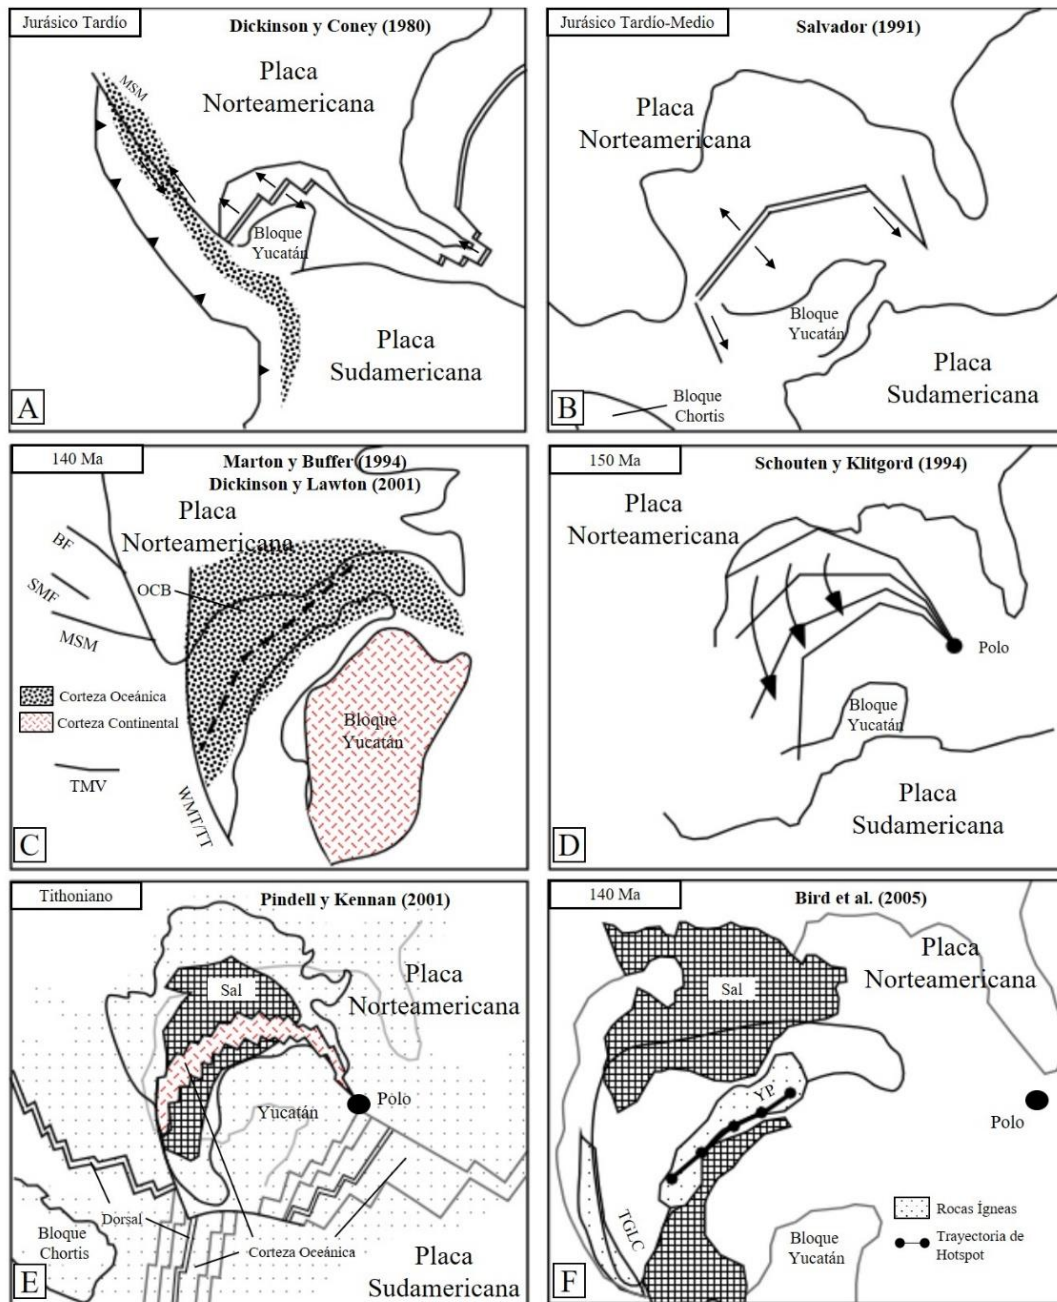 Jurásico Tardío
Dickinson y Coney (1980)
MSM
Placa
Norteamericana
Bloque
Yucatán
Placa
Sudamericana
A
Jurásico Tardío-Medio
Salvador (1991)
Placa
Norteamericana
Bloque
Yucatán
Placa
Sudamericana
Bloque
Chortis
B
140 Ma
Marton y Buffer (1994)
Dickinson y Lawton (2001)
Placa
Norteamericana
BF
OCB
SMF
MSM
Corteza Oceánica
Corteza Continental
Bloque
Yucatán
TMV
WMT/TT
C
150 Ma
Schouten y Klitgord (1994)
Placa
Norteamericana
Polo
Bloque
Yucatán
Placa
Sudamericana
D
Tithoniano
Pindell y Kennan (2001)
Placa
Norteamericana
Sal
Polo
Yucatán
Dorsal
Corteza Oceánica
Bloque
Chortis
Placa
Sudamericana
E
140 Ma
Bird et al. (2005)
Placa
Norteamericana
Sal
YP
Polo
TGLC
Rocas Ígneas
Trayectoria de
Hotspot
Bloque
Yucatán
F